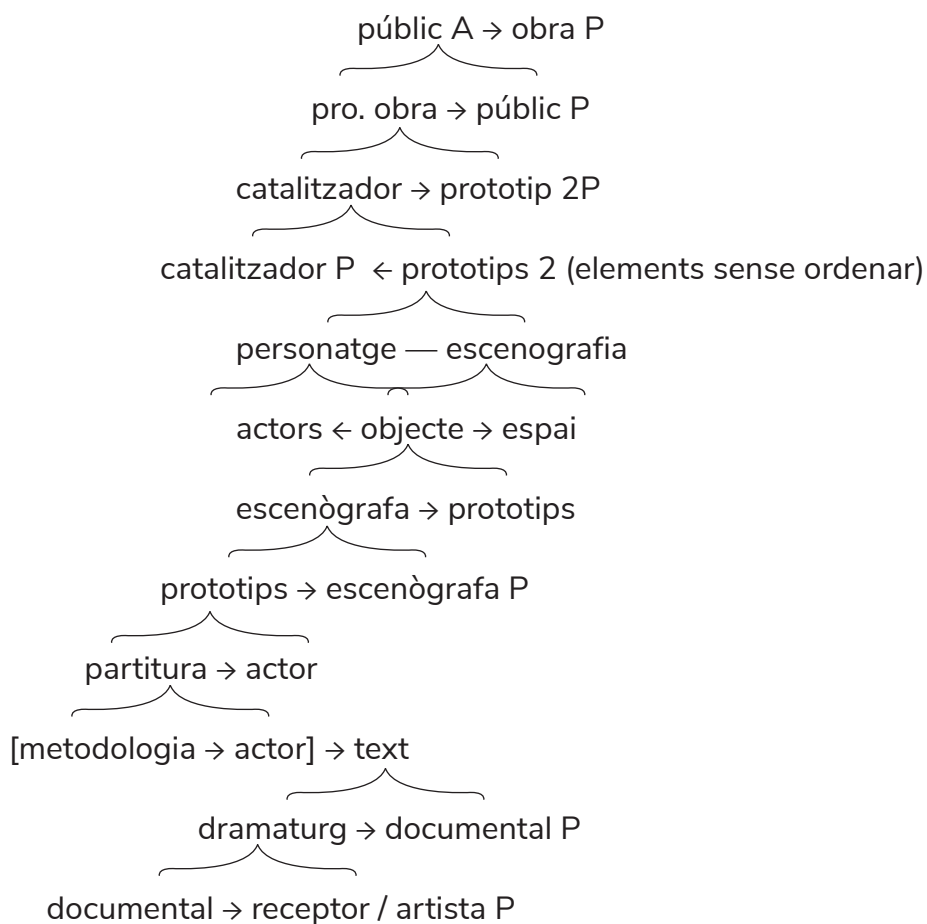 públic A → obra P
pro. obra → públic P
catalitzador → prototip 2P
catalitzador P ← prototips 2 (elements sense ordenar)
personatge — escenografia
actors ← objecte → espai
escenògrafa → prototips
prototips → escenògrafa P
partitura → actor
[metodologia → actor] → text
dramaturg → documental P
documental → receptor / artista P